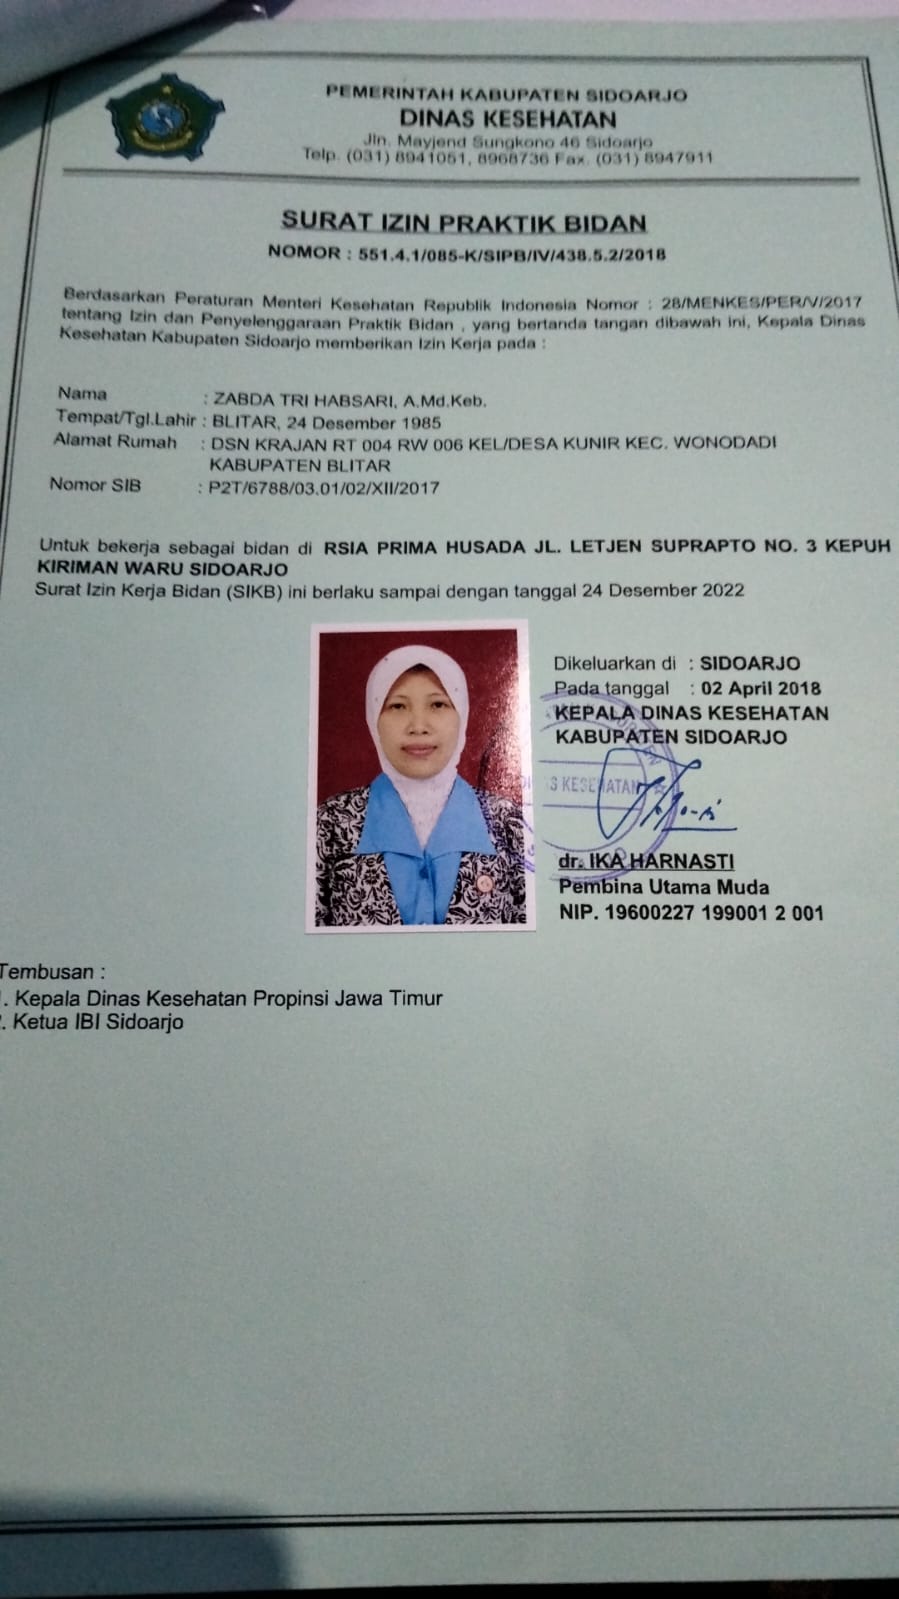 PEMERINTAH KABUPATEN SIDOARJO
DINAS KESEHATAN
Jln. Mayjend Sungkono 46 Sidoarjo
Telp. (031) 8941051, 8968736 Fax. (031) 8947911
SURAT IZIN PRAKTIK BIDAN
NOMOR : 551.4.1/085-K/SIPB/IV/438.5.2/2018
Berdasarkan Peraturan Menteri Kesehatan Republik Indonesia Nomor : 28/MENKES/PER/V/2017
tentang Izin dan Penyelenggaraan Praktik Bidan , yang bertanda tangan dibawah ini, Kepala Dinas
Kesehatan Kabupaten Sidoarjo memberikan Izin Kerja pada :
Nama : ZABDA TRI HABSARI, A.Md.Keb.
Tempat/Tgl.Lahir : BLITAR, 24 Desember 1985
Alamat Rumah : DSN KRAJAN RT 004 RW 006 KEL/DESA KUNIR KEC. WONODADI
KABUPATEN BLITAR
Nomor SIB : P2T/6788/03.01/02/XII/2017
Untuk bekerja sebagai bidan di RSIA PRIMA HUSADA JL. LETJEN SUPRAPTO NO. 3 KEPUH
KIRIMAN WARU SIDOARJO
Surat Izin Kerja Bidan (SIKB) ini berlaku sampai dengan tanggal 24 Desember 2022
Dikeluarkan di : SIDOARJO
Pada tanggal : 02 April 2018
KEPALA DINAS KESEHATAN
KABUPATEN SIDOARJO
S KESEHATAN
dr. IKA HARNASTI
Pembina Utama Muda
NIP. 19600227 199001 2 001
Tembusan :
. Kepala Dinas Kesehatan Propinsi Jawa Timur
. Ketua IBI Sidoarjo